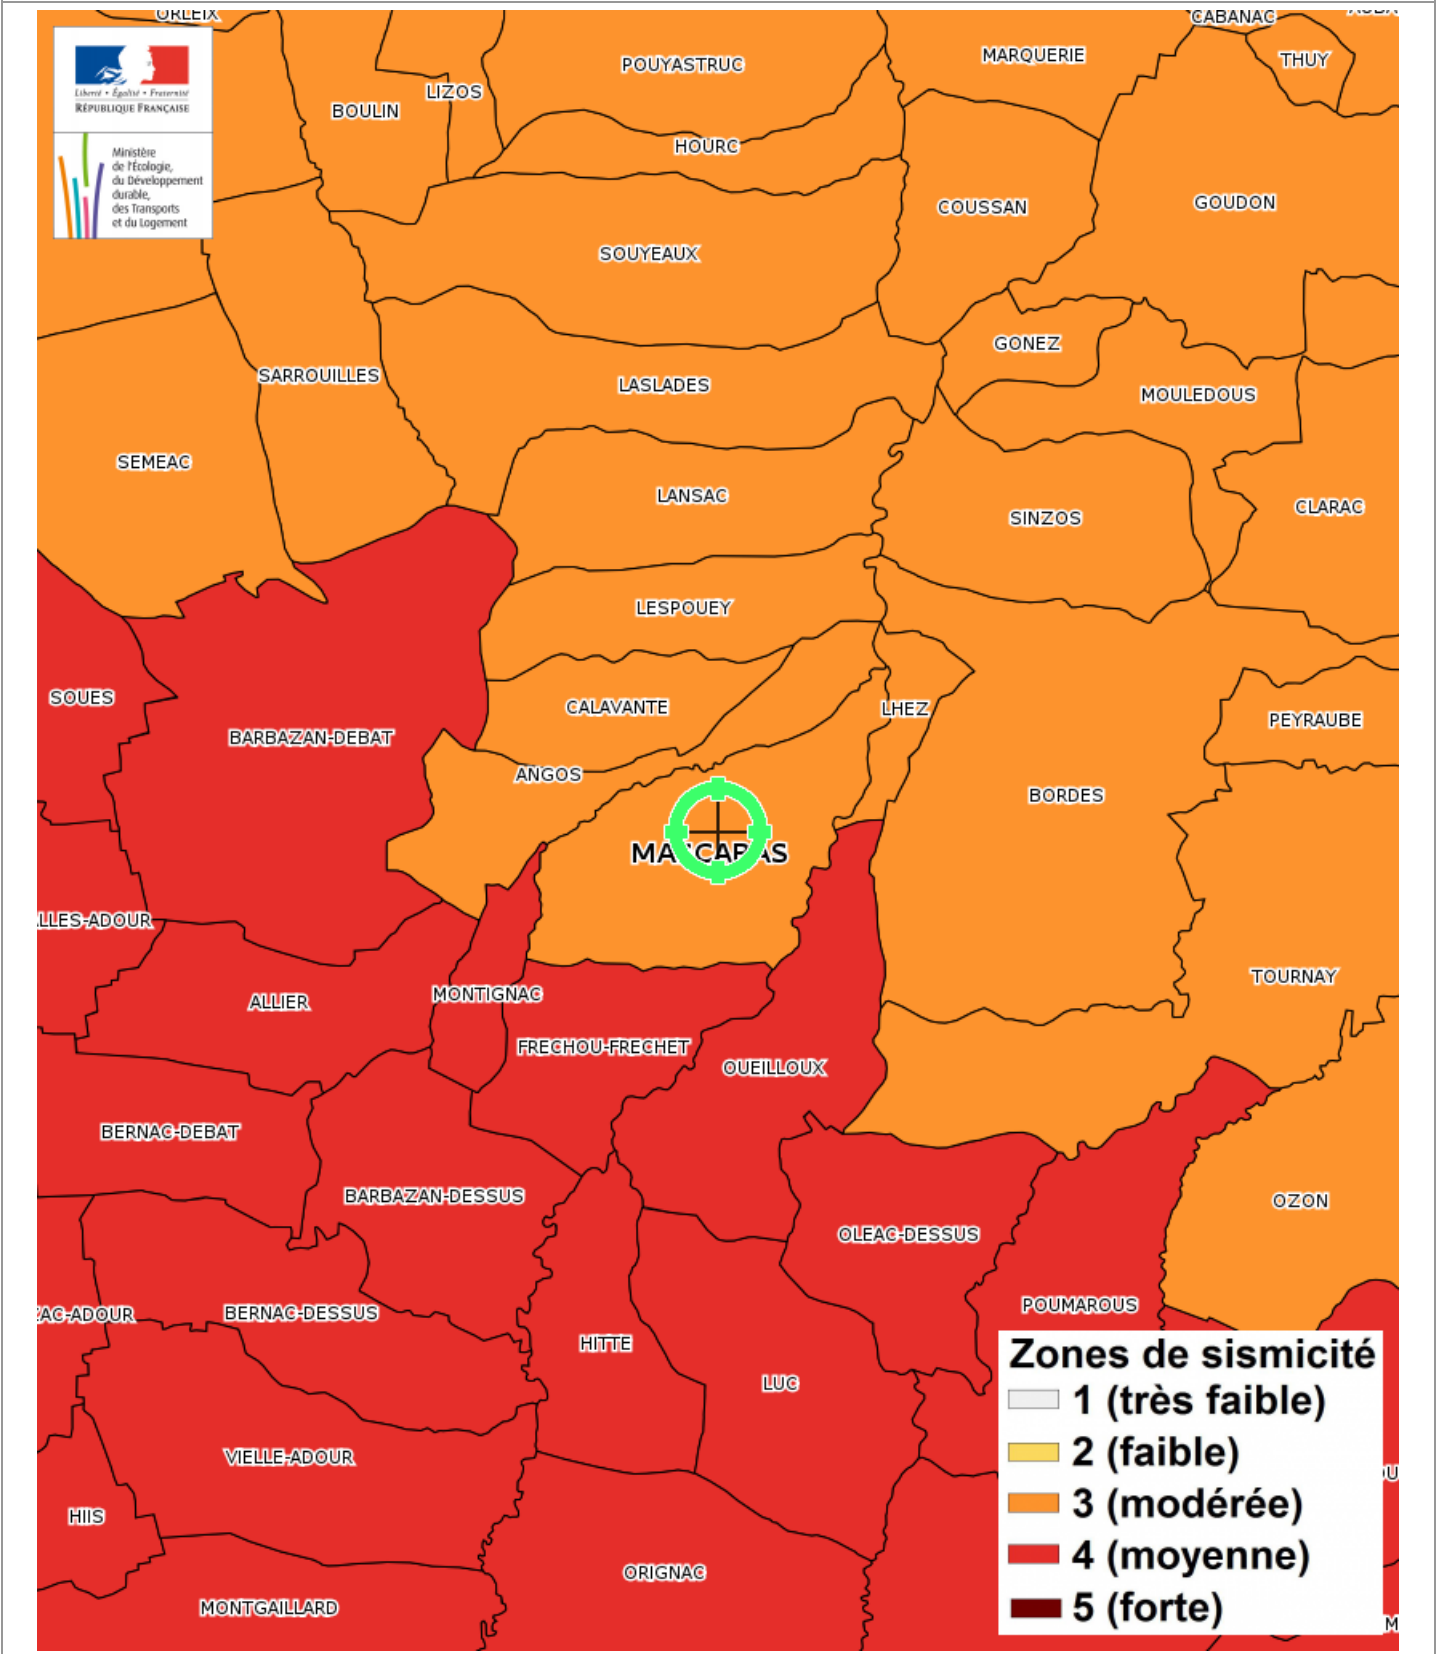 ORLEIX
CABANAC
POUYASTRUC
MARQUERIE
THUY
LIZOS
BOULIN
Liberté • Égalité • Fraternité
RÉPUBLIQUE FRANÇAISE
HOURC
Ministère
de l'Écologie,
du Développement
durable,
des Transports
et du Logement
COUSSAN
GOUDON
SOUYEAUX
GONEZ
SARROUILLES
LASLADES
MOULEDOUS
SEMEAC
LANSAC
CLARAC
SINZOS
LESPOUEY
SOUES
CALAVANTE
LHEZ
PEYRAUBE
BARBAZAN-DEBAT
ANGOS
BORDES
MASCARAS
LLES-ADOUR
TOURNAY
MONTIGNAC
ALLIER
FRECHOU-FRECHET
OUEILLOUX
BERNAC-DEBAT
BARBAZAN-DESSUS
OZON
OLEAC-DESSUS
POUMAROUS
AC-ADOUR
BERNAC-DESSUS
HITTE
LUC
Zones de sismicité
1 (très faible)
2 (faible)
3 (modérée)
4 (moyenne)
5 (forte)
VIELLE-ADOUR
OU
HIIS
ORIGNAC
MONTGAILLARD
M